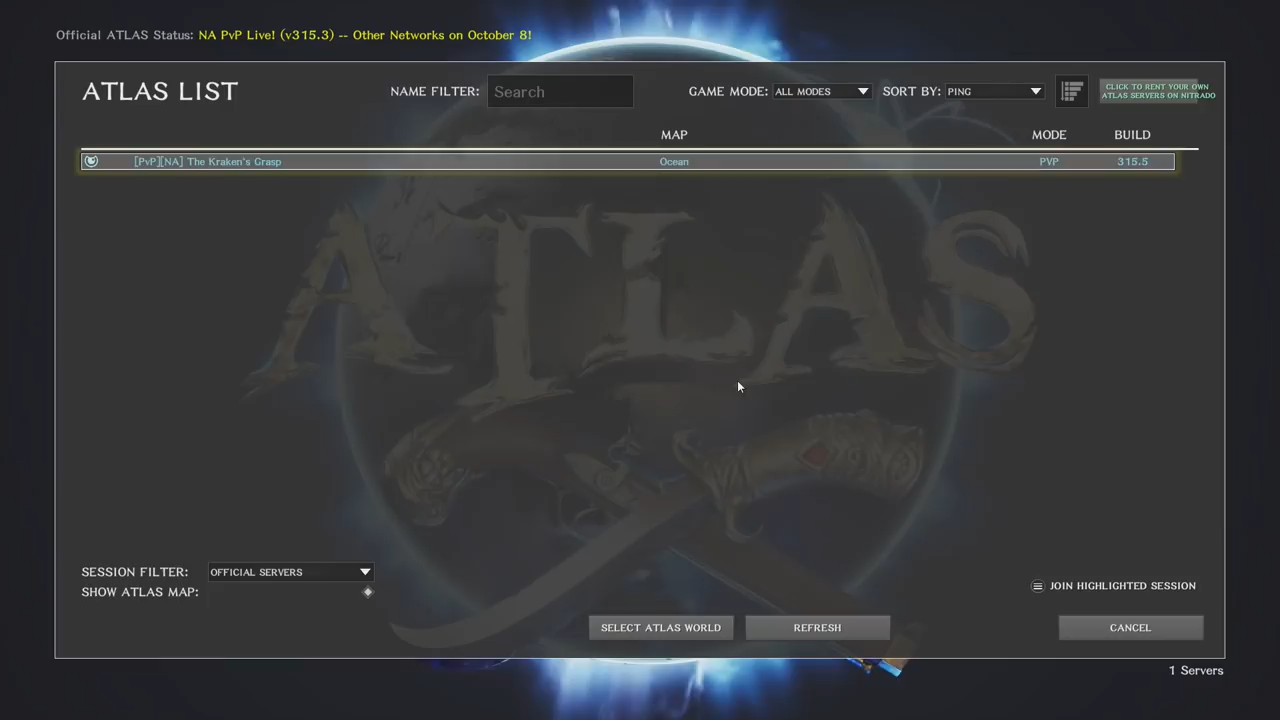 Official ATLAS Status: NA PvP Live! (v315.3) -- Other Networks on October 8!
ATLAS LIST
NAME FILTER: Search
GAME MODE: ALL MODES
SORT BY: PING
CLICK TO RENT YOUR OWN
ATLAS SERVERS ON NITRADO
MAP MODE BUILD
[PvP][NA] The Kraken's Grasp Ocean PVP 315.5
ATLAS
SESSION FILTER: OFFICIAL SERVERS
SHOW ATLAS MAP:
JOIN HIGHLIGHTED SESSION
SELECT ATLAS WORLD REFRESH CANCEL
1 Servers